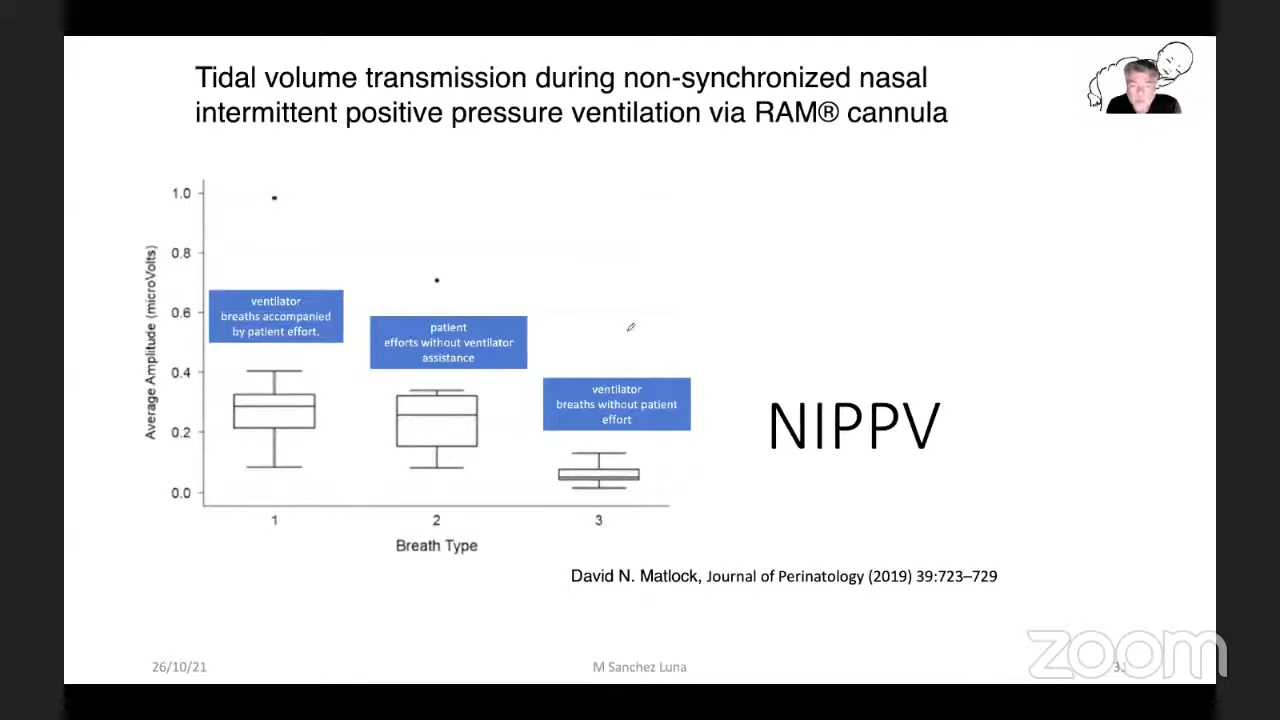 Tidal volume transmission during non-synchronized nasal
intermittent positive pressure ventilation via RAM® cannula
Average Amplitude (microVolts)
1.0
0.8
0.6
0.4
0.2
0.0
ventilator
breaths accompanied
by patient effort.
patient
efforts without ventilator
assistance
ventilator
breaths without patient
effort
1 2 3
Breath Type
NIPPV
David N. Matlock, Journal of Perinatology (2019) 39:723–729
26/10/21
M Sanchez Luna
31
zoom